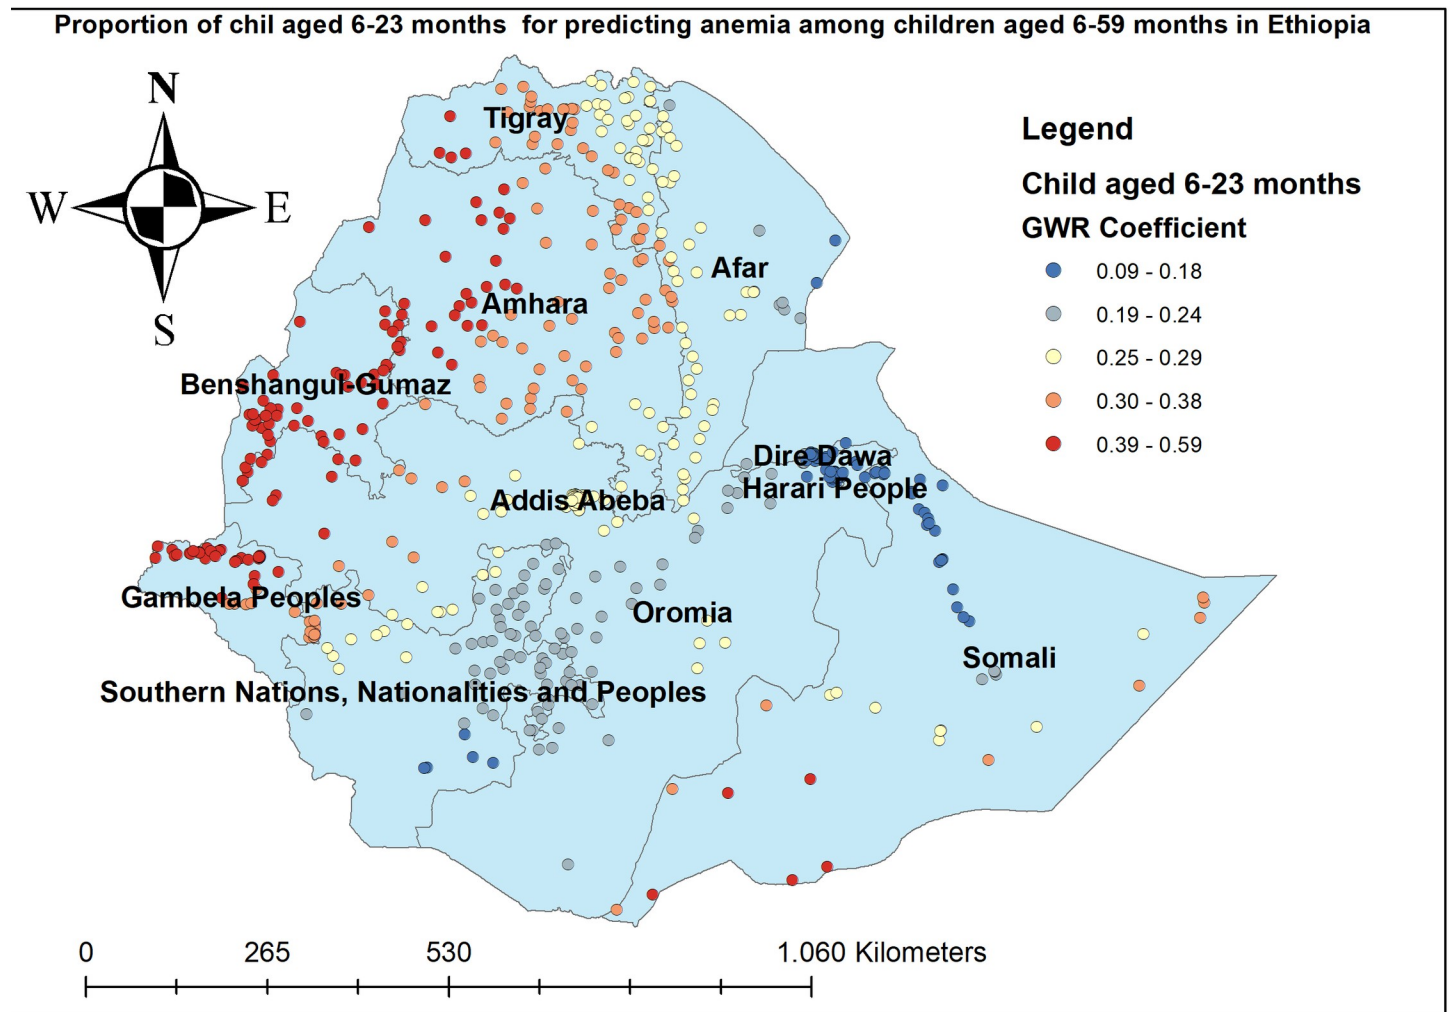 Proportion of chil aged 6-23 months for predicting anemia among children aged 6-59 months in Ethiopia
N
W
E
S
Legend
Child aged 6-23 months
GWR Coefficient
0.09 - 0.18
0.19 - 0.24
0.25 - 0.29
0.30 - 0.38
0.39 - 0.59
Tigray
Afar
Amhara
Benshangul-Gumaz
Dire Dawa
Harari People
Addis Abeba
Gambela Peoples
Oromia
Somali
Southern Nations, Nationalities and Peoples
0 265 530 1.060 Kilometers